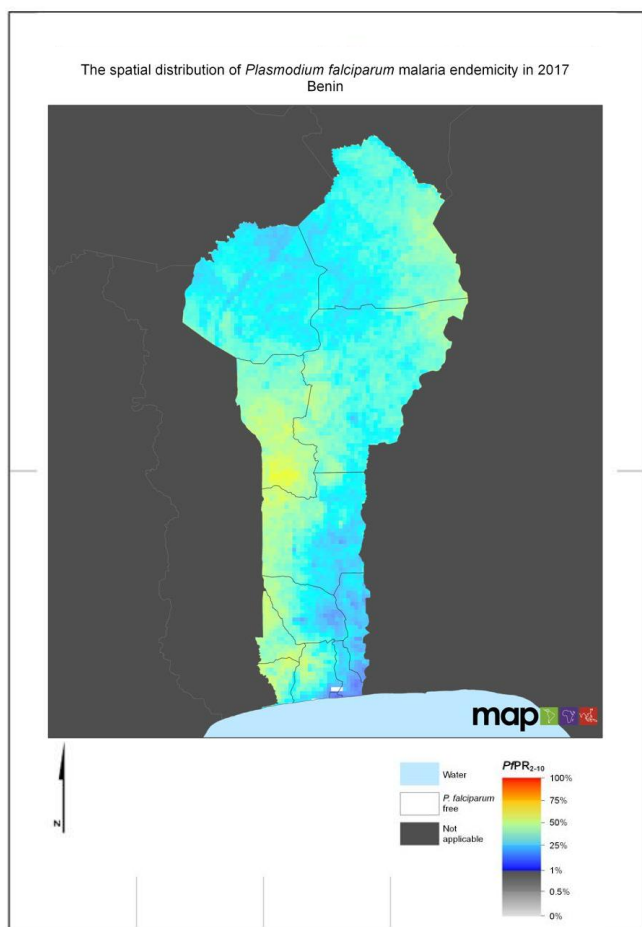 The spatial distribution of Plasmodium falciparum malaria endemicity in 2017
Benin
map
Water
P. falciparum
free
Not
applicable
PfPR2-10
100%
75%
50%
25%
1%
0.5%
0%
N